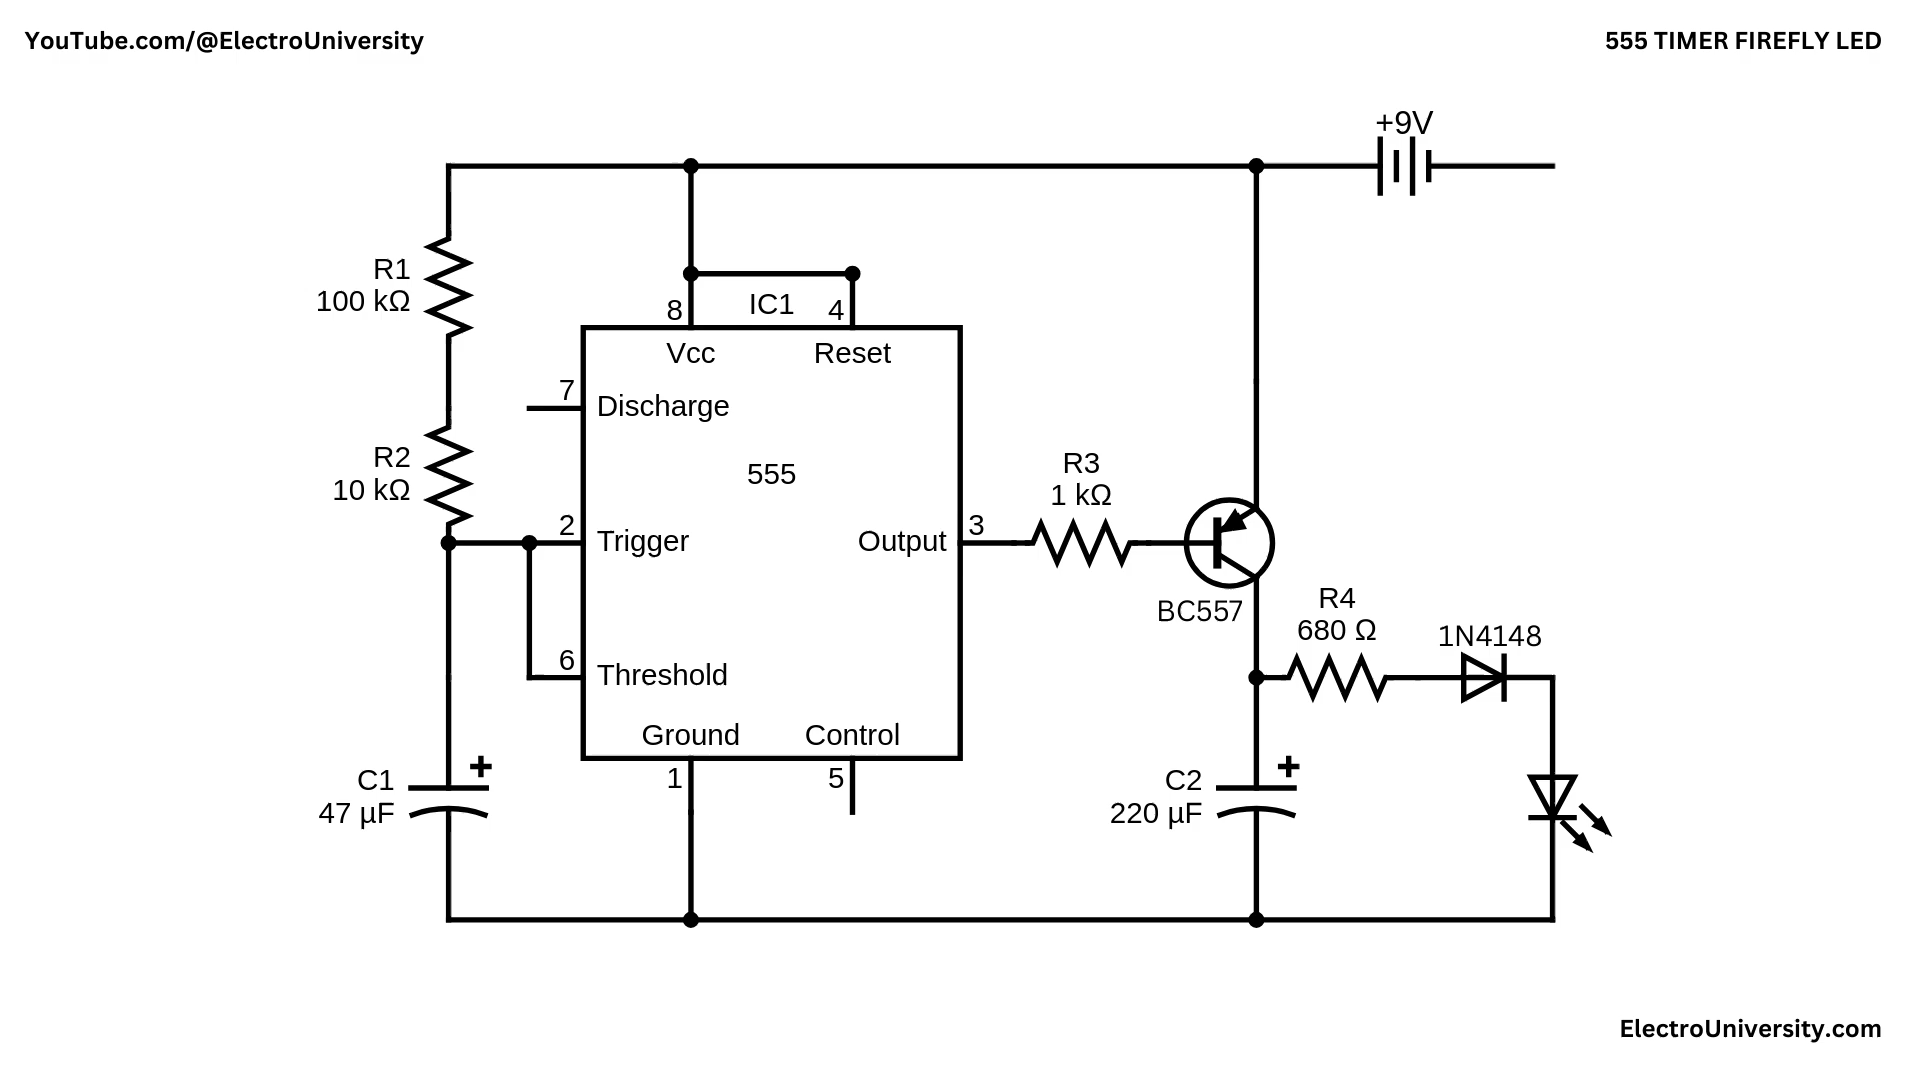 YouTube.com/@ElectroUniversity
555 TIMER FIREFLY LED
+9V
R1
100 kΩ
8
IC1
4
Vcc
Reset
7
Discharge
R2
10 kΩ
555
R3
1 kΩ
2
Trigger
Output
3
BC557
R4
680 Ω
1N4148
6
Threshold
Ground
Control
1
5
C1
47 µF
+
C2
220 µF
+
ElectroUniversity.com